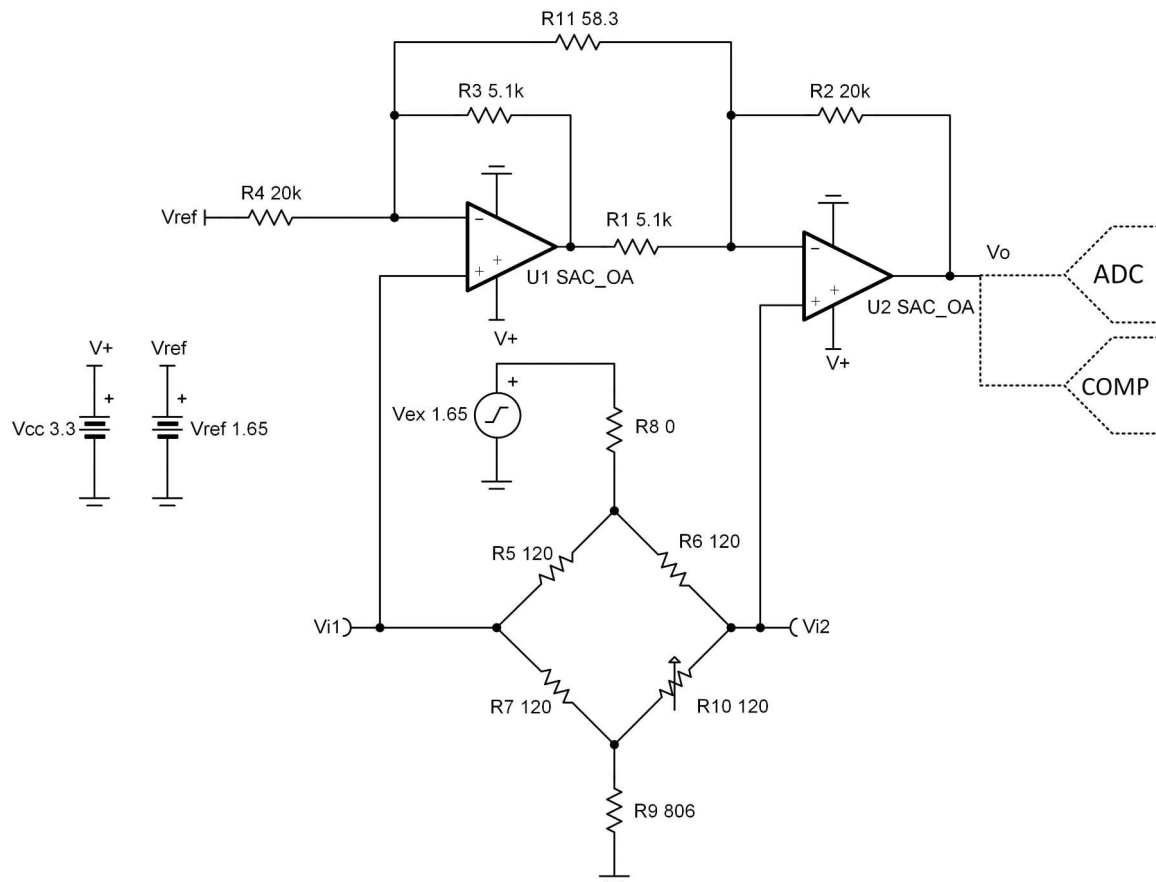 R11 58.3
R3 5.1k
R2 20k
R4 20k
Vref
−
+
+
U1 SAC_OA
V+
R1 5.1k
−
+
+
U2 SAC_OA
V+
Vo
ADC
COMP
V+
+
Vcc 3.3
Vref
+
Vref 1.65
+
Vex 1.65
R8 0
R5 120
R6 120
Vi1
Vi2
R7 120
R10 120
R9 806